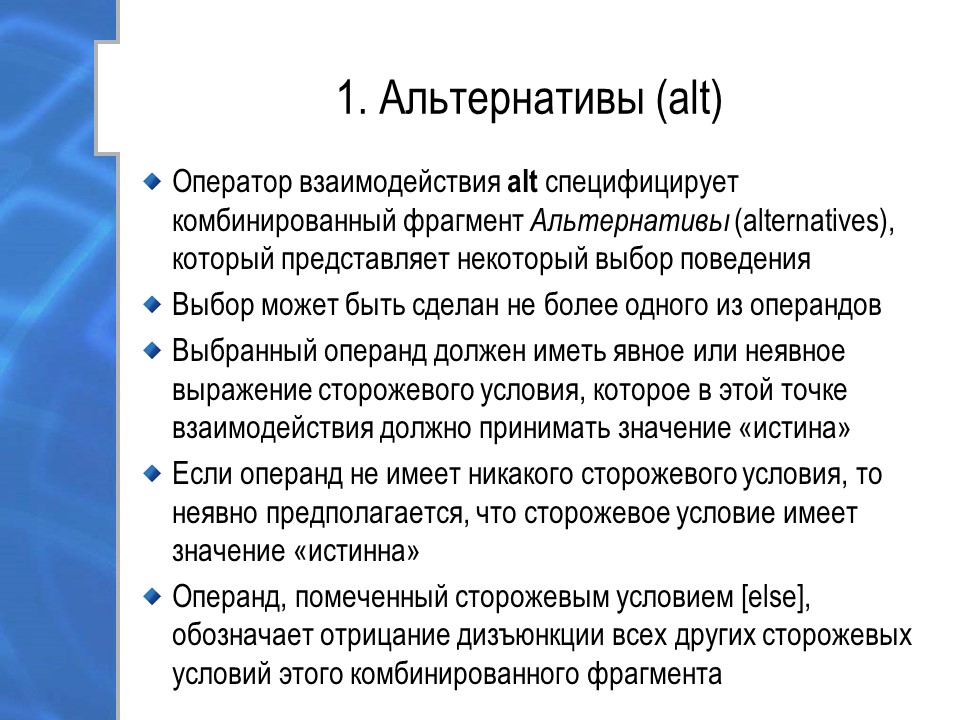 1. Альтернативы (alt)
Оператор взаимодействия alt специфицирует
комбинированный фрагмент Альтернативы (alternatives),
который представляет некоторый выбор поведения
Выбор может быть сделан не более одного из операндов
Выбранный операнд должен иметь явное или неявное
выражение сторожевого условия, которое в этой точке
взаимодействия должно принимать значение «истина»
Если операнд не имеет никакого сторожевого условия, то
неявно предполагается, что сторожевое условие имеет
значение «истинна»
Операнд, помеченный сторожевым условием [else],
обозначает отрицание дизъюнкции всех других сторожевых
условий этого комбинированного фрагмента